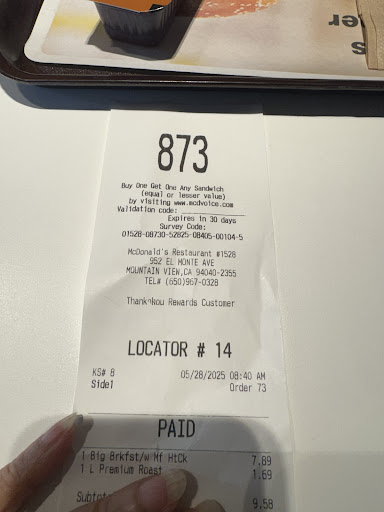 873
Buy One Get One Any Sandwich
(equal or lesser value)
by visiting www.mcdvoice.com
Validation code:
Expires in 30 days
Survey Code:
01528-08730-52825-08405-00104-5
McDonald's Restaurant #1528
952 EL MONTE AVE
MOUNTAIN VIEW,CA 94040-2355
TEL# (650)967-0328
Thank You Rewards Customer
LOCATOR # 14
KS# 8 05/28/2025 08:40 AM
Side1 Order 73
PAID
1 Big Brkfst/w Mf HtCk 7.89
1 L Premium Roast 1.69
9.58